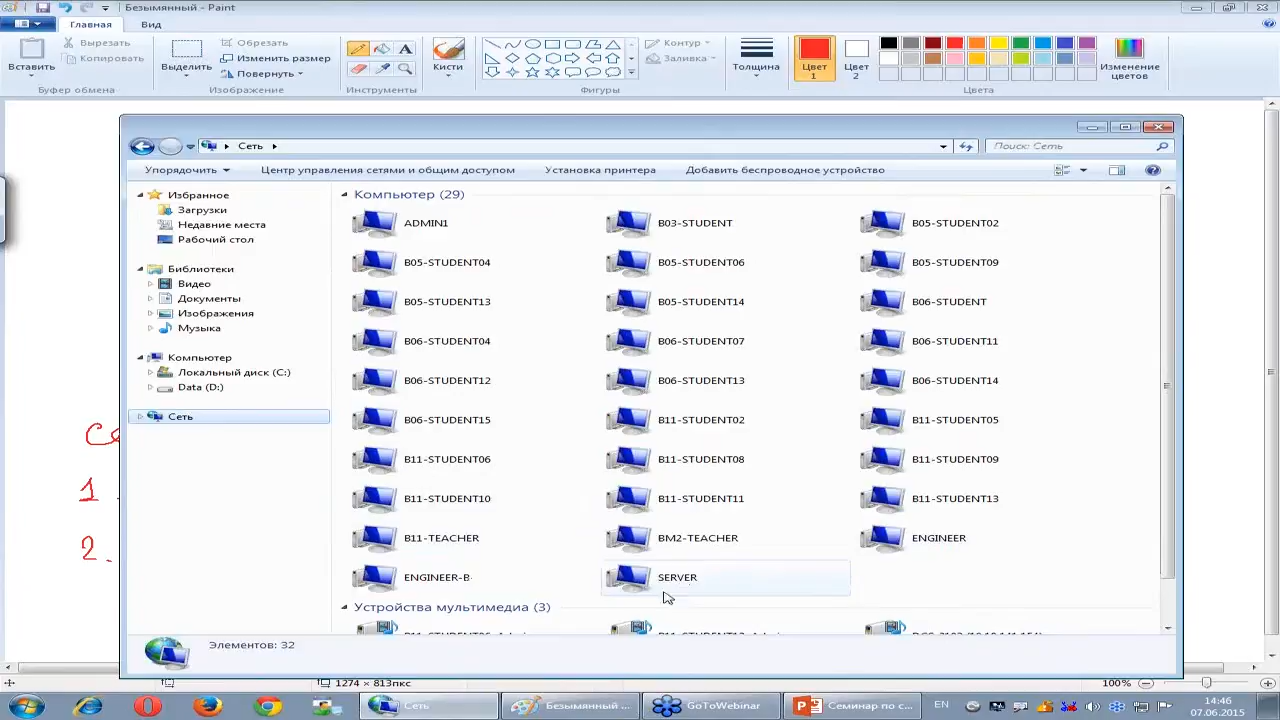 Безымянный - Paint
Главная
Вид
Вставить
Вырезать
Копировать
Буфер обмена
Выделить
Обрезать
Изменить размер
Повернуть
Изображение
Инструменты
Кисти
Контур
Заливка
Фигуры
Толщина
Цвет 1
Цвет 2
Изменение цветов
Цвета
Сеть
Поиск: Сеть
Упорядочить
Центр управления сетями и общим доступом
Установка принтера
Добавить беспроводное устройство
Избранное
Загрузки
Недавние места
Рабочий стол
Библиотеки
Видео
Документы
Изображения
Музыка
Компьютер
Локальный диск (C:)
Data (D:)
Сеть
Компьютер (29)
ADMIN1 B03-STUDENT B05-STUDENT02
B05-STUDENT04 B05-STUDENT06 B05-STUDENT09
B05-STUDENT13 B05-STUDENT14 B06-STUDENT
B06-STUDENT04 B06-STUDENT07 B06-STUDENT11
B06-STUDENT12 B06-STUDENT13 B06-STUDENT14
B06-STUDENT15 B11-STUDENT02 B11-STUDENT05
B11-STUDENT06 B11-STUDENT08 B11-STUDENT09
B11-STUDENT10 B11-STUDENT11 B11-STUDENT13
B11-TEACHER BM2-TEACHER ENGINEER
ENGINEER-B SERVER
Устройства мультимедиа (3)
Элементов: 32
Се
1
2.
1274 × 813пкс
100%
Сеть
Безымянный ...
GoToWebinar
Семинар по с...
EN
14:46
07.06.2015